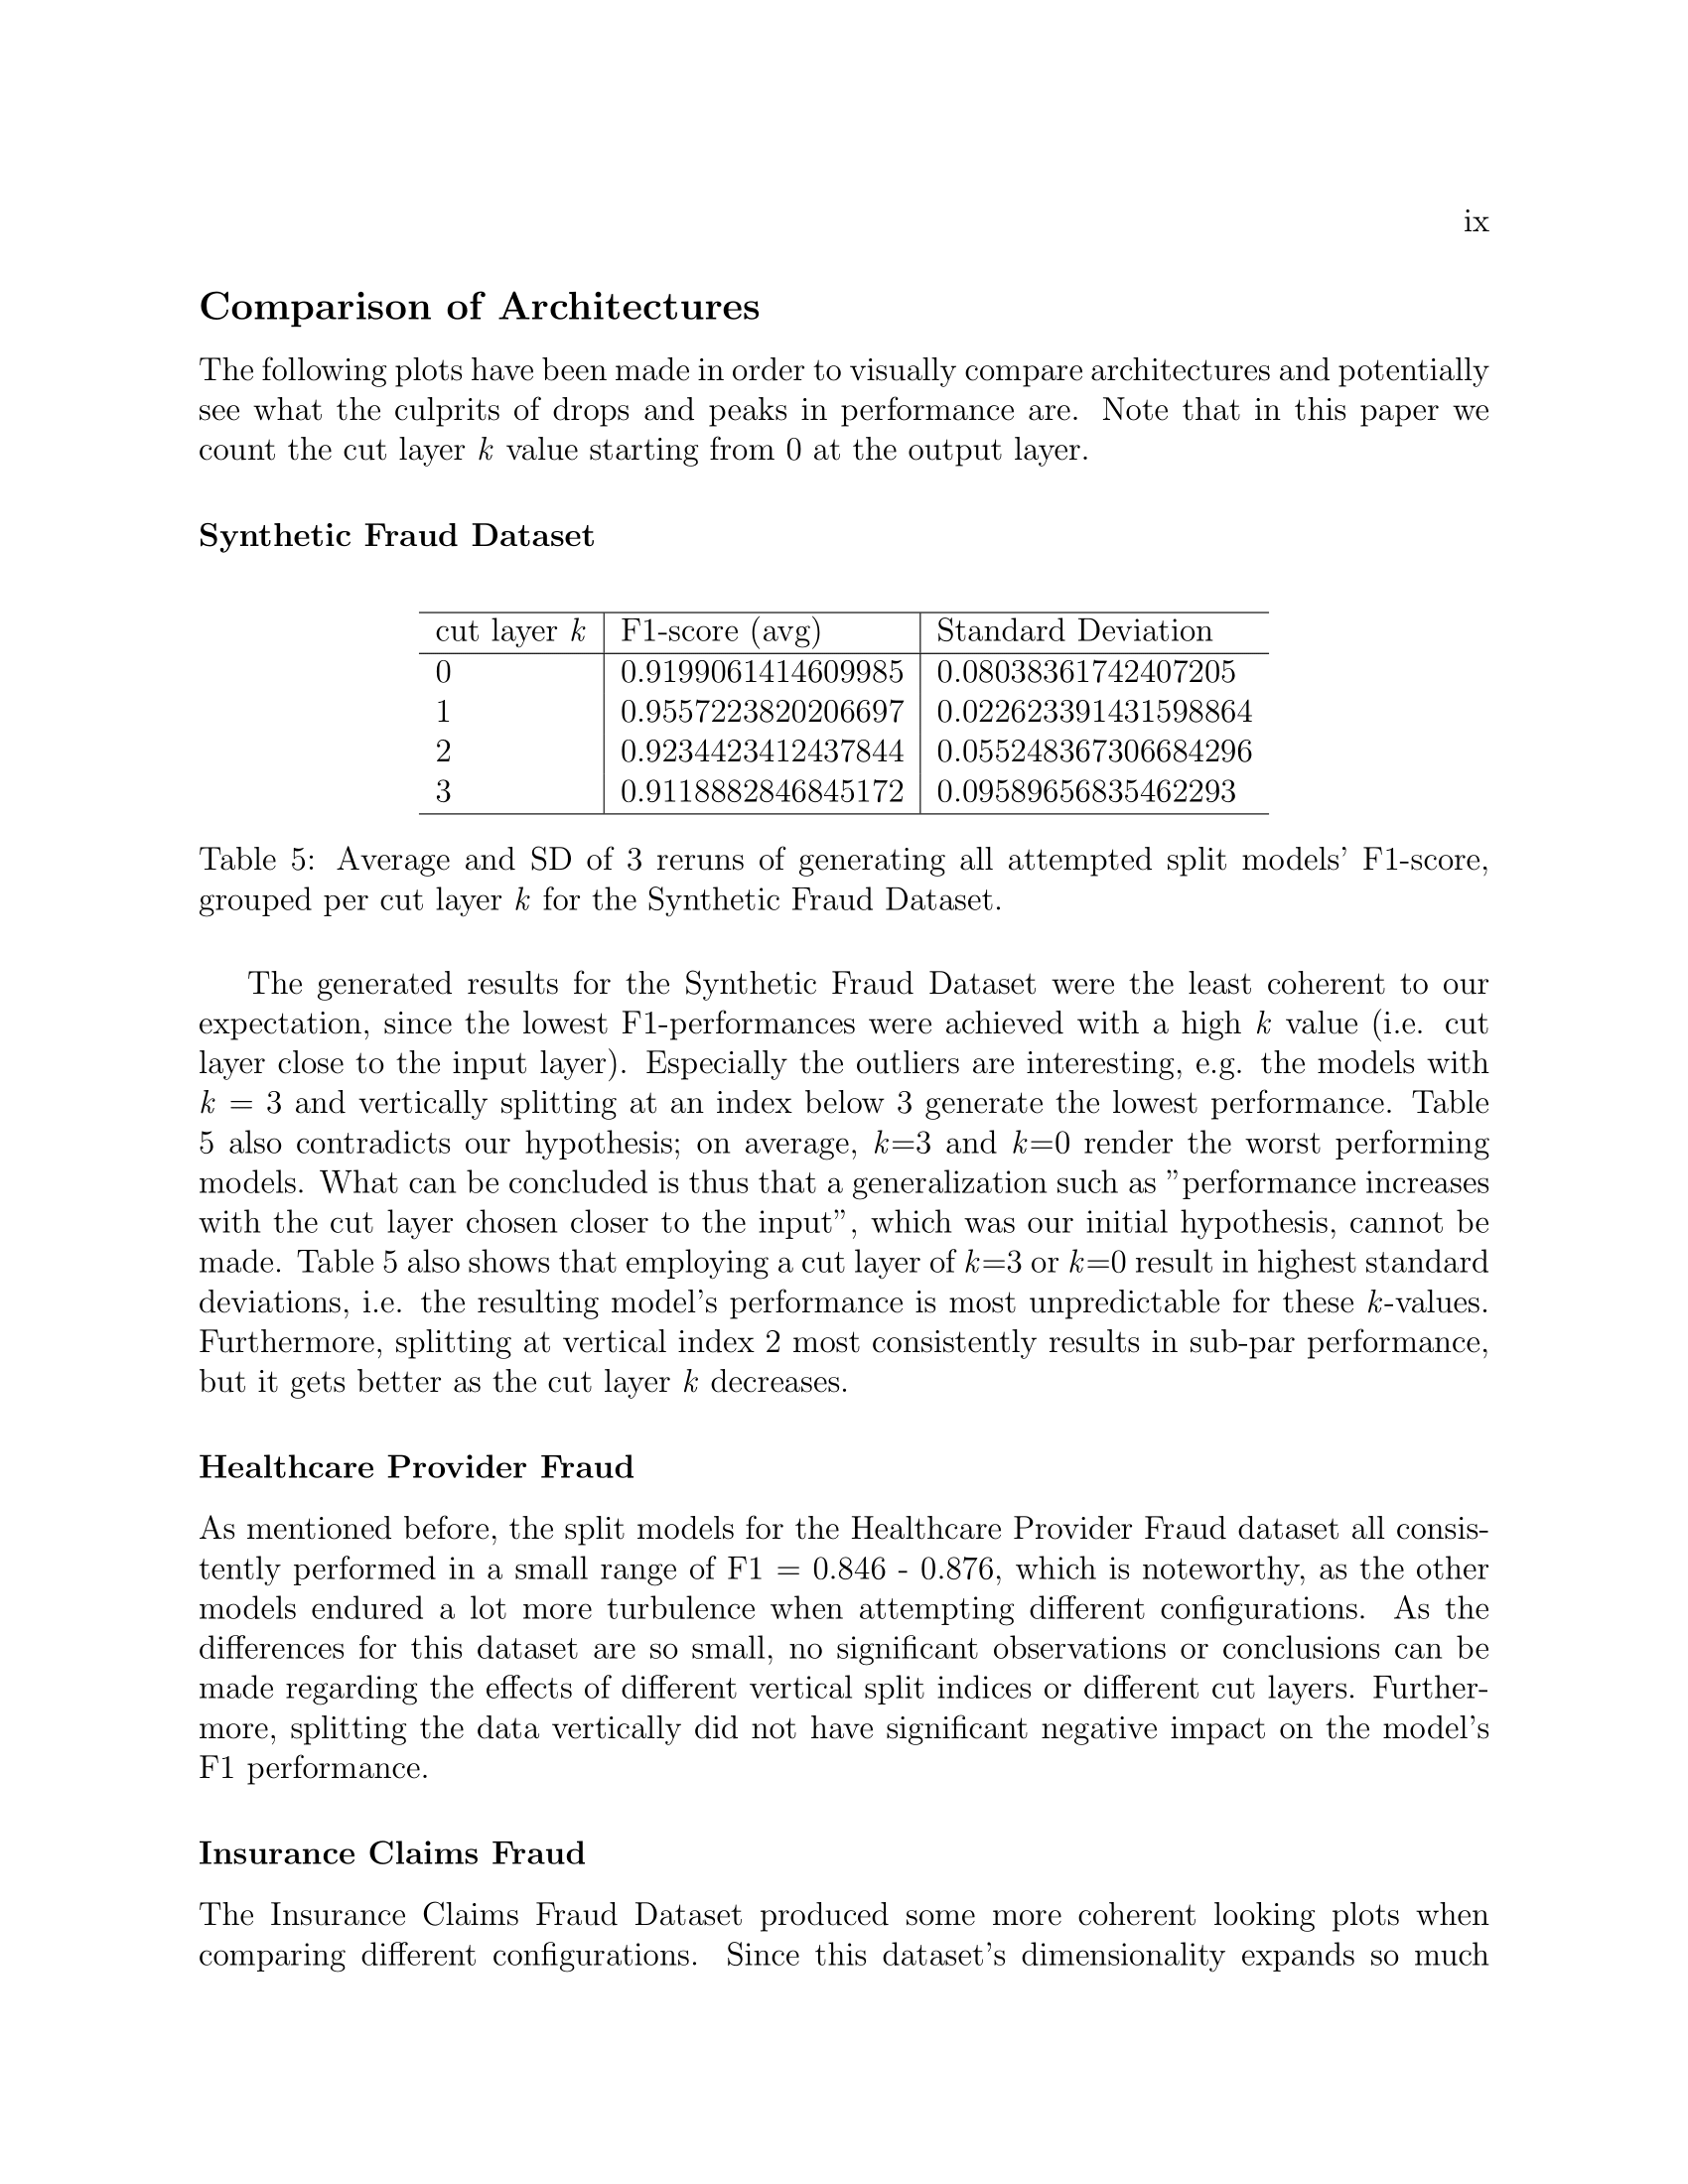 ix
Comparison of Architectures
The following plots have been made in order to visually compare architectures and potentially
see what the culprits of drops and peaks in performance are. Note that in this paper we
count the cut layer k value starting from 0 at the output layer.
Synthetic Fraud Dataset
cut layer k F1-score (avg) Standard Deviation
0 0.9199061414609985 0.08038361742407205
1 0.9557223820206697 0.022623391431598864
2 0.9234423412437844 0.055248367306684296
3 0.9118882846845172 0.09589656835462293
Table 5: Average and SD of 3 reruns of generating all attempted split models' F1-score,
grouped per cut layer k for the Synthetic Fraud Dataset.
The generated results for the Synthetic Fraud Dataset were the least coherent to our
expectation, since the lowest F1-performances were achieved with a high k value (i.e. cut
layer close to the input layer). Especially the outliers are interesting, e.g. the models with
k = 3 and vertically splitting at an index below 3 generate the lowest performance. Table
5 also contradicts our hypothesis; on average, k=3 and k=0 render the worst performing
models. What can be concluded is thus that a generalization such as ”performance increases
with the cut layer chosen closer to the input”, which was our initial hypothesis, cannot be
made. Table 5 also shows that employing a cut layer of k=3 or k=0 result in highest standard
deviations, i.e. the resulting model's performance is most unpredictable for these k-values.
Furthermore, splitting at vertical index 2 most consistently results in sub-par performance,
but it gets better as the cut layer k decreases.
Healthcare Provider Fraud
As mentioned before, the split models for the Healthcare Provider Fraud dataset all consis-
tently performed in a small range of F1 = 0.846 - 0.876, which is noteworthy, as the other
models endured a lot more turbulence when attempting different configurations. As the
differences for this dataset are so small, no significant observations or conclusions can be
made regarding the effects of different vertical split indices or different cut layers. Further-
more, splitting the data vertically did not have significant negative impact on the model's
F1 performance.
Insurance Claims Fraud
The Insurance Claims Fraud Dataset produced some more coherent looking plots when
comparing different configurations. Since this dataset's dimensionality expands so much